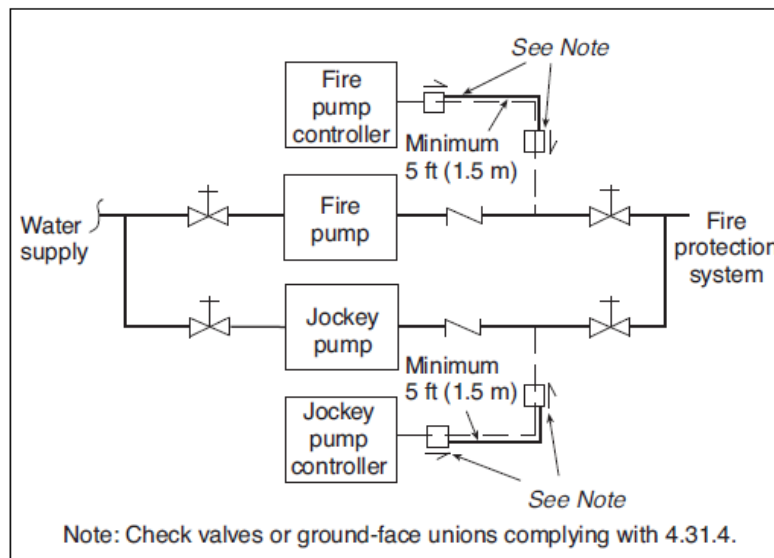 See Note
Fire
pump
controller
Minimum
5 ft (1.5 m)
Water
supply
Fire
pump
Fire
protection
system
Jockey
pump
Minimum
5 ft (1.5 m)
Jockey
pump
controller
See Note
Note: Check valves or ground-face unions complying with 4.31.4.